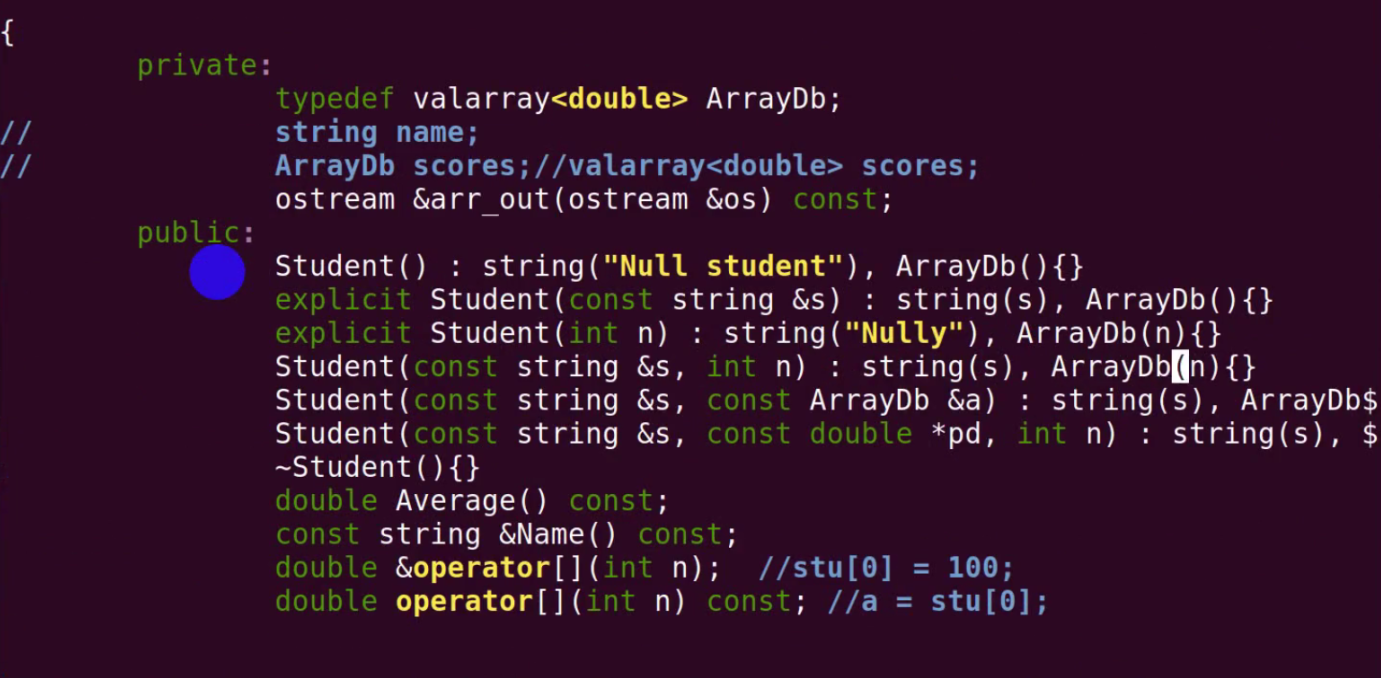 {
private:
typedef valarray<double> ArrayDb;
// string name;
// ArrayDb scores;//valarray<double> scores;
ostream &arr_out(ostream &os) const;
public:
Student() : string("Null student"), ArrayDb(){}
explicit Student(const string &s) : string(s), ArrayDb(){}
explicit Student(int n) : string("Nully"), ArrayDb(n){}
Student(const string &s, int n) : string(s), ArrayDb(n){}
Student(const string &s, const ArrayDb &a) : string(s), ArrayDb$
Student(const string &s, const double *pd, int n) : string(s), $
~Student(){}
double Average() const;
const string &Name() const;
double &operator[](int n);  //stu[0] = 100;
double operator[](int n) const; //a = stu[0];